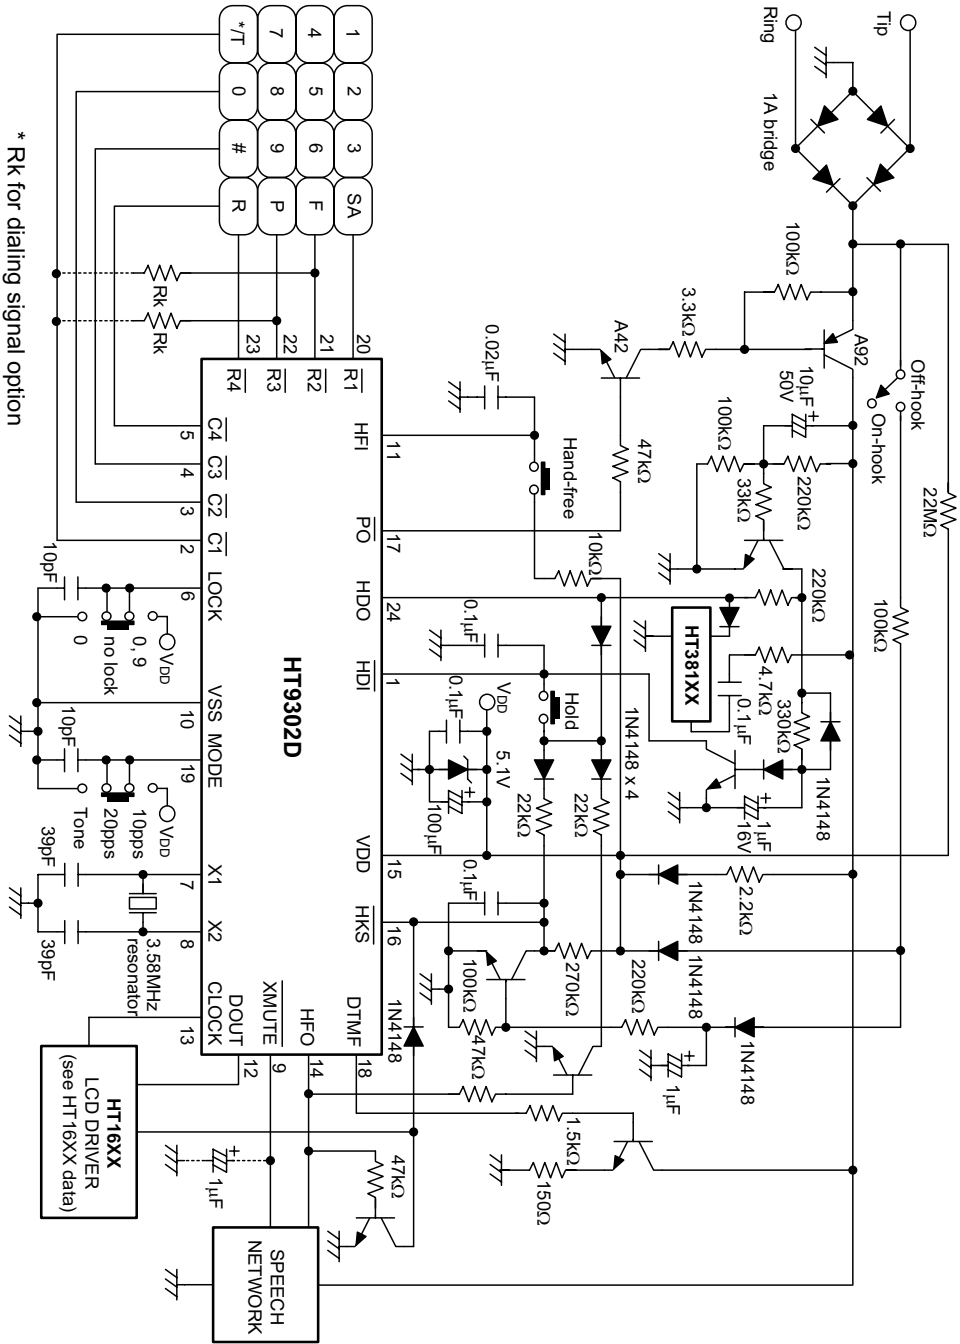 Tip
Ring
1A bridge
Off-hook
On-hook
22MΩ
100kΩ
100kΩ
A92
3.3kΩ
A42
10μF
50V
+
100kΩ
220kΩ
33kΩ
47kΩ
0.02μF
Hand-free
10kΩ
220kΩ
HT381XX
4.7kΩ
0.1μF
330kΩ
1N4148
1μF
16V
+
0.1μF
Hold
1N4148 x 4
VDD
5.1V
0.1μF
100μF
+
22kΩ
22kΩ
2.2kΩ
1N4148
1N4148
1N4148
0.1μF
270kΩ
220kΩ
100kΩ
1μF
+
47kΩ
1.5kΩ
150Ω
1N4148
47kΩ
1 2 3 SA
4 5 6 F
7 8 9 P
*/T 0 # R
Rk
Rk
20
21
22
23
R1
R2
R3
R4
11
HFI
17
PO
24
HDO
1
HDI
15
VDD
16
HKS
HT9302D
C4
5
C3
4
C2
3
C1
2
LOCK
6
VSS
10
MODE
19
X1
7
X2
8
CLOCK
13
DOUT
12
XMUTE
9
HFO
14
DTMF
18
10pF
VDD
0, 9
no lock
0
10pF
VDD
10pps
20pps
Tone
39pF
39pF
3.58MHz
resonator
HT16XX
LCD DRIVER
(see HT16XX data)
1μF
+
SPEECH
NETWORK
* Rk for dialing signal option